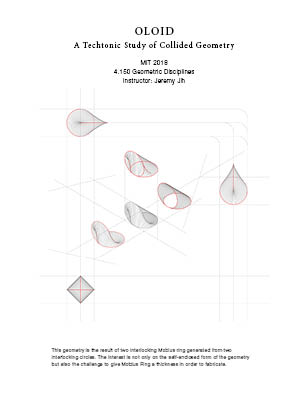 OLOID
A Techtonic Study of Collided Geometry
MIT 2018
4.150 Geometric Disciplines
Instructor: Jeremy Jih
This geometry is the result of two interlocking Mobius ring generated from two
interlocking circles. The interest is not only on the self-enclosed form of the geometry
but also the challenge to give Mobius Ring a thickness in order to fabricate.